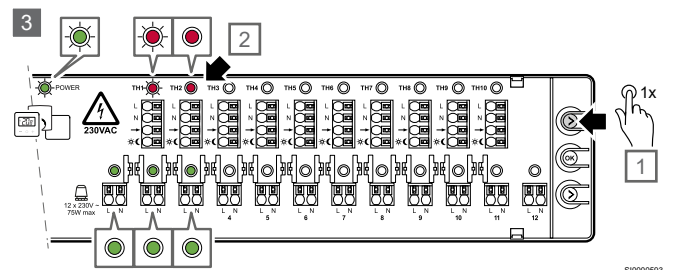 3
2
1x
POWER
TH1 TH2 TH3 TH4 TH5 TH6 TH7 TH8 TH9 TH10
L L L L L L L L L L
N N N N N N N N N N
230VAC
OK
1
12 x 230V ~
75W max
L N L N L N L N L N L N L N L N L N L N L N L N
4 5 6 7 8 9 10 11 12